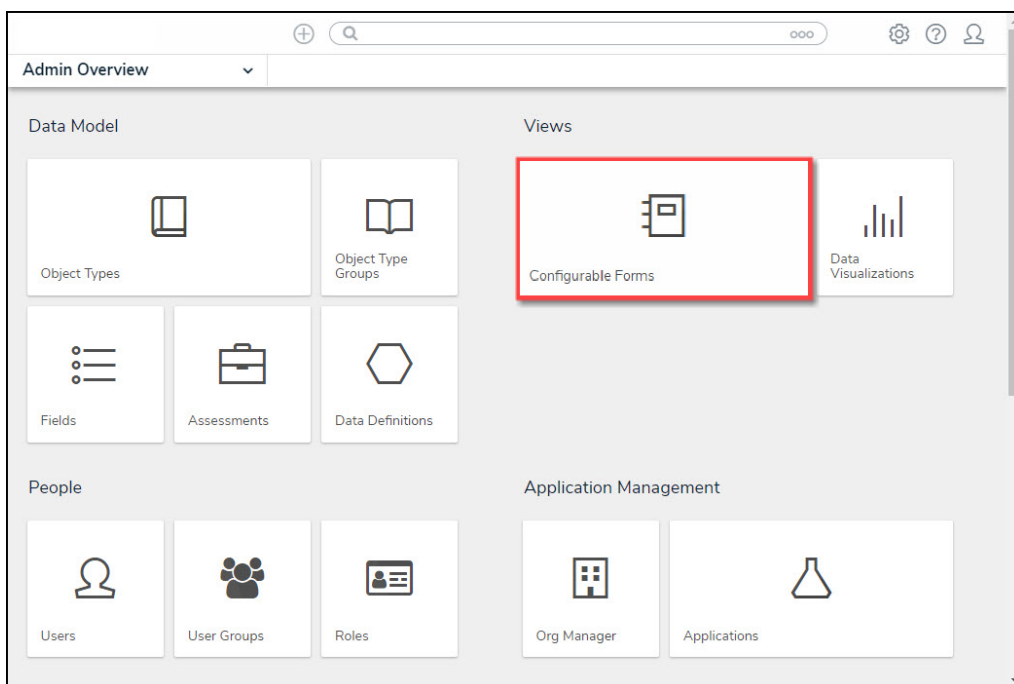 Admin Overview
Data Model
Views
Object Types
Object Type
Groups
Configurable Forms
Data
Visualizations
Fields
Assessments
Data Definitions
People
Application Management
Users
User Groups
Roles
Org Manager
Applications